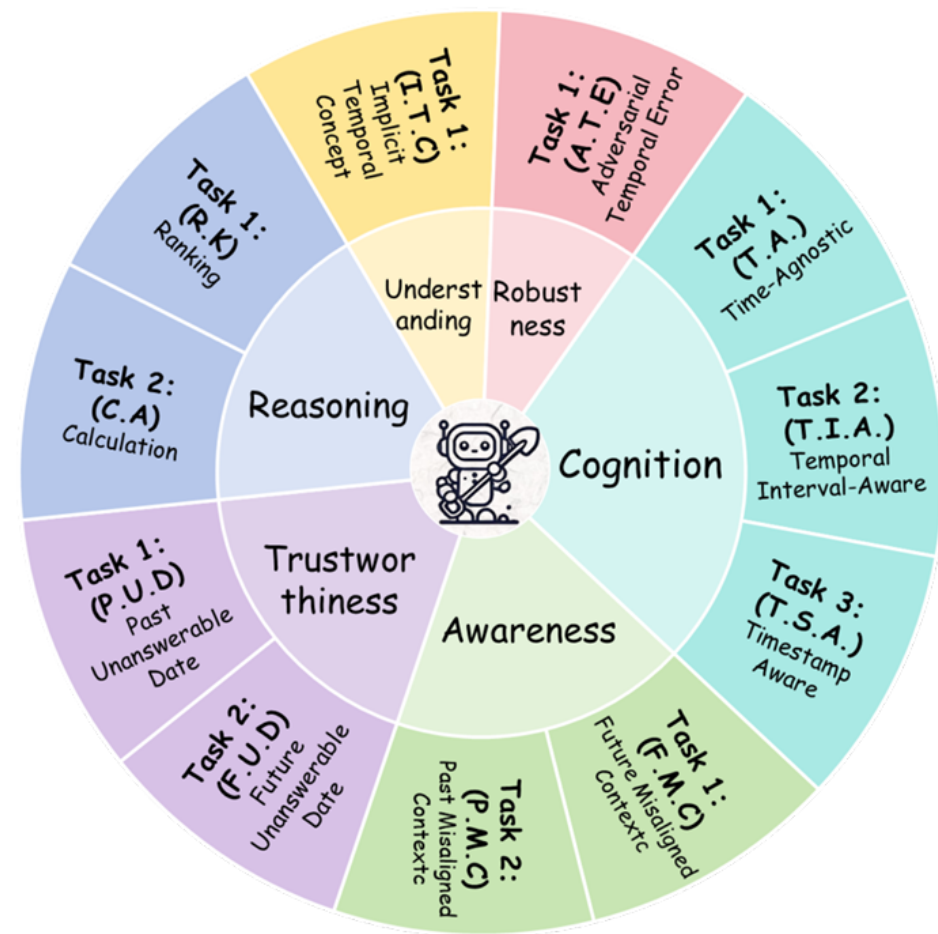 Task 1:
(I.T.C)
Implicit
Temporal
Concept
Task 1:
(A.T.E)
Adversarial
Temporal Error
Task 1:
(T.A.)
Time-Agnostic
Task 2:
(T.I.A.)
Temporal
Interval-Aware
Task 3:
(T.S.A.)
Timestamp
Aware
Task 1:
(F.M.C)
Future Misaligned
Contextc
Task 2:
(P.M.C)
Past Misaligned
Contextc
Task 2:
(F.U.D)
Future
Unanswerable
Date
Task 1:
(P.U.D)
Past
Unanswerable
Date
Task 2:
(C.A)
Calculation
Task 1:
(R.K)
Ranking
Underst
anding
Robust
ness
Cognition
Awareness
Trustwor
thiness
Reasoning